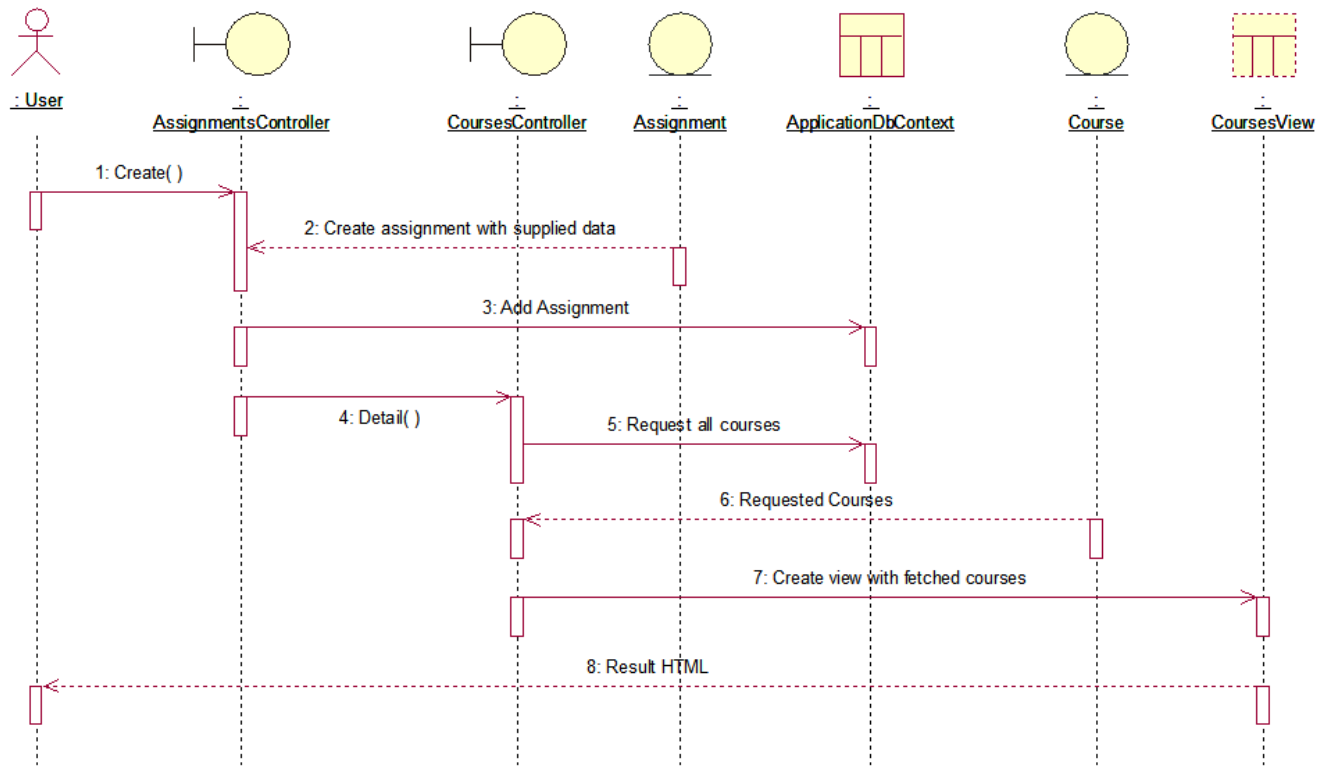 : User
:
AssignmentsController
:
CoursesController
:
Assignment
:
ApplicationDbContext
:
Course
:
CoursesView
1: Create( )
2: Create assignment with supplied data
3: Add Assignment
4: Detail( )
5: Request all courses
6: Requested Courses
7: Create view with fetched courses
8: Result HTML